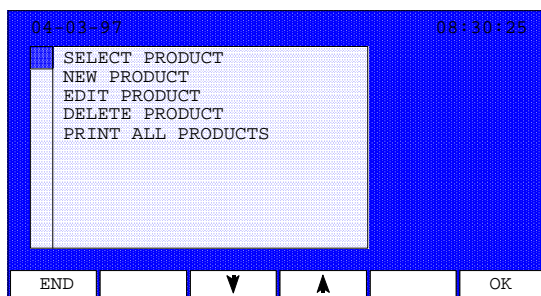 04-03-97 08:30:25
SELECT PRODUCT
NEW PRODUCT
EDIT PRODUCT
DELETE PRODUCT
PRINT ALL PRODUCTS
END OK